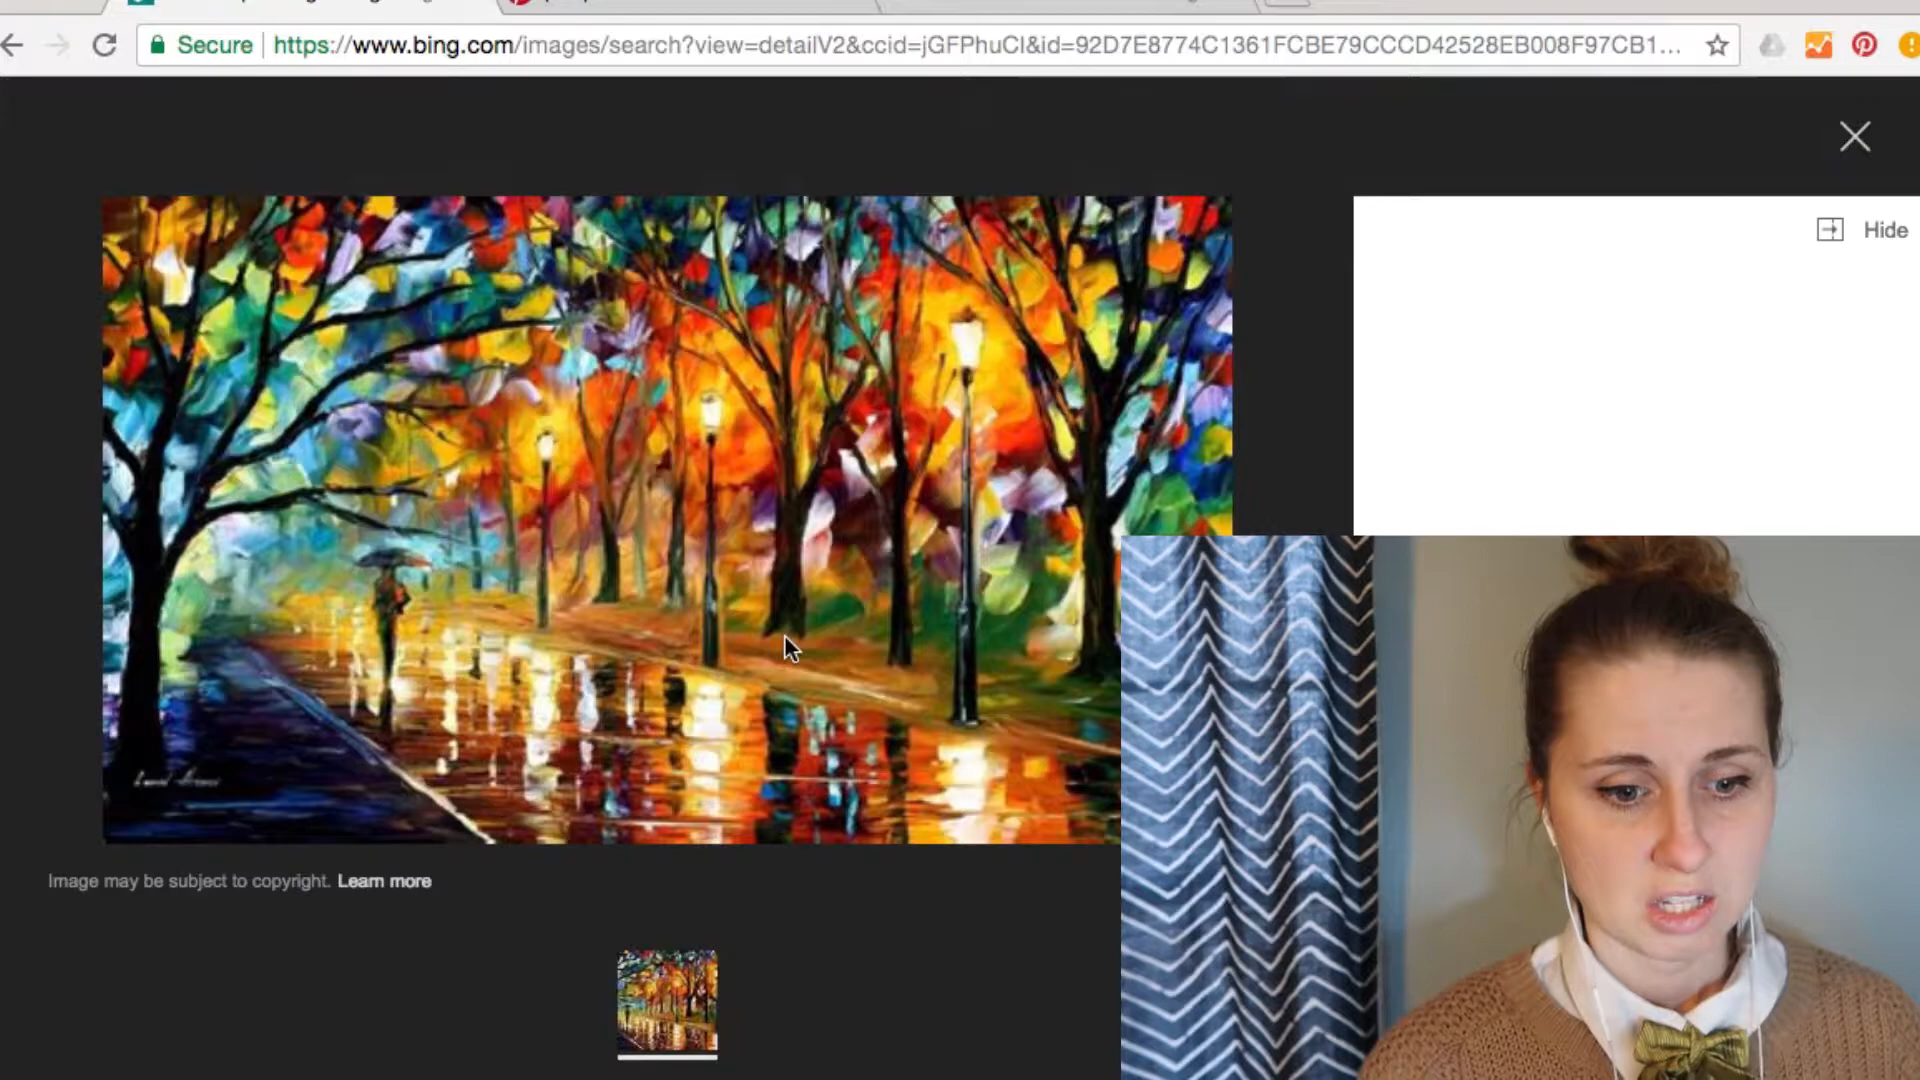 Secure https://www.bing.com/images/search?view=detailV2&ccid=jGFPhuCI&id=92D7E8774C1361FCBE79CCCD42528EB008F97CB1...
Hide
Image may be subject to copyright. Learn more